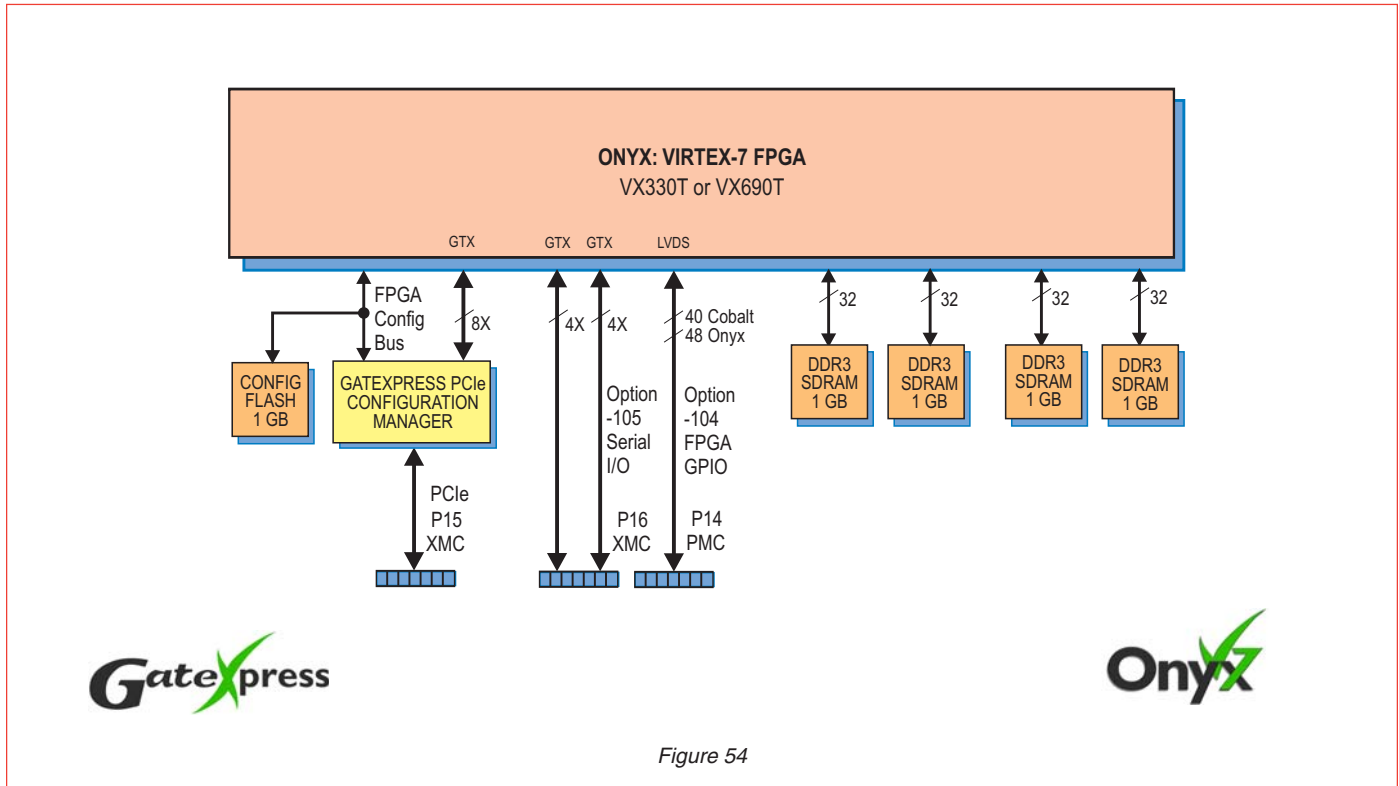 ONYX: VIRTEX-7 FPGA
VX330T or VX690T
GTX
GTX
GTX
LVDS
FPGA
Config
Bus
8X
4X
4X
40 Cobalt
48 Onyx
32
32
32
32
CONFIG
FLASH
1 GB
GATEXPRESS PCIe
CONFIGURATION
MANAGER
Option
-105
Serial
I/O
Option
-104
FPGA
GPIO
DDR3
SDRAM
1 GB
DDR3
SDRAM
1 GB
DDR3
SDRAM
1 GB
DDR3
SDRAM
1 GB
PCIe
P15
XMC
P16
XMC
P14
PMC
GateXpress
Onyx7
Figure 54